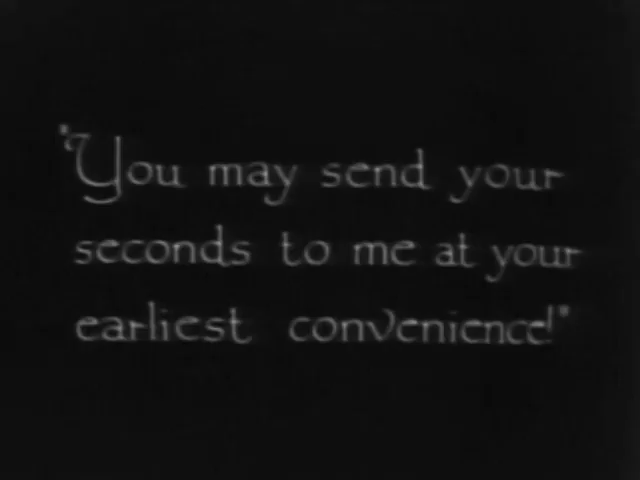 "You may send your
seconds to me at your
earliest convenience!"